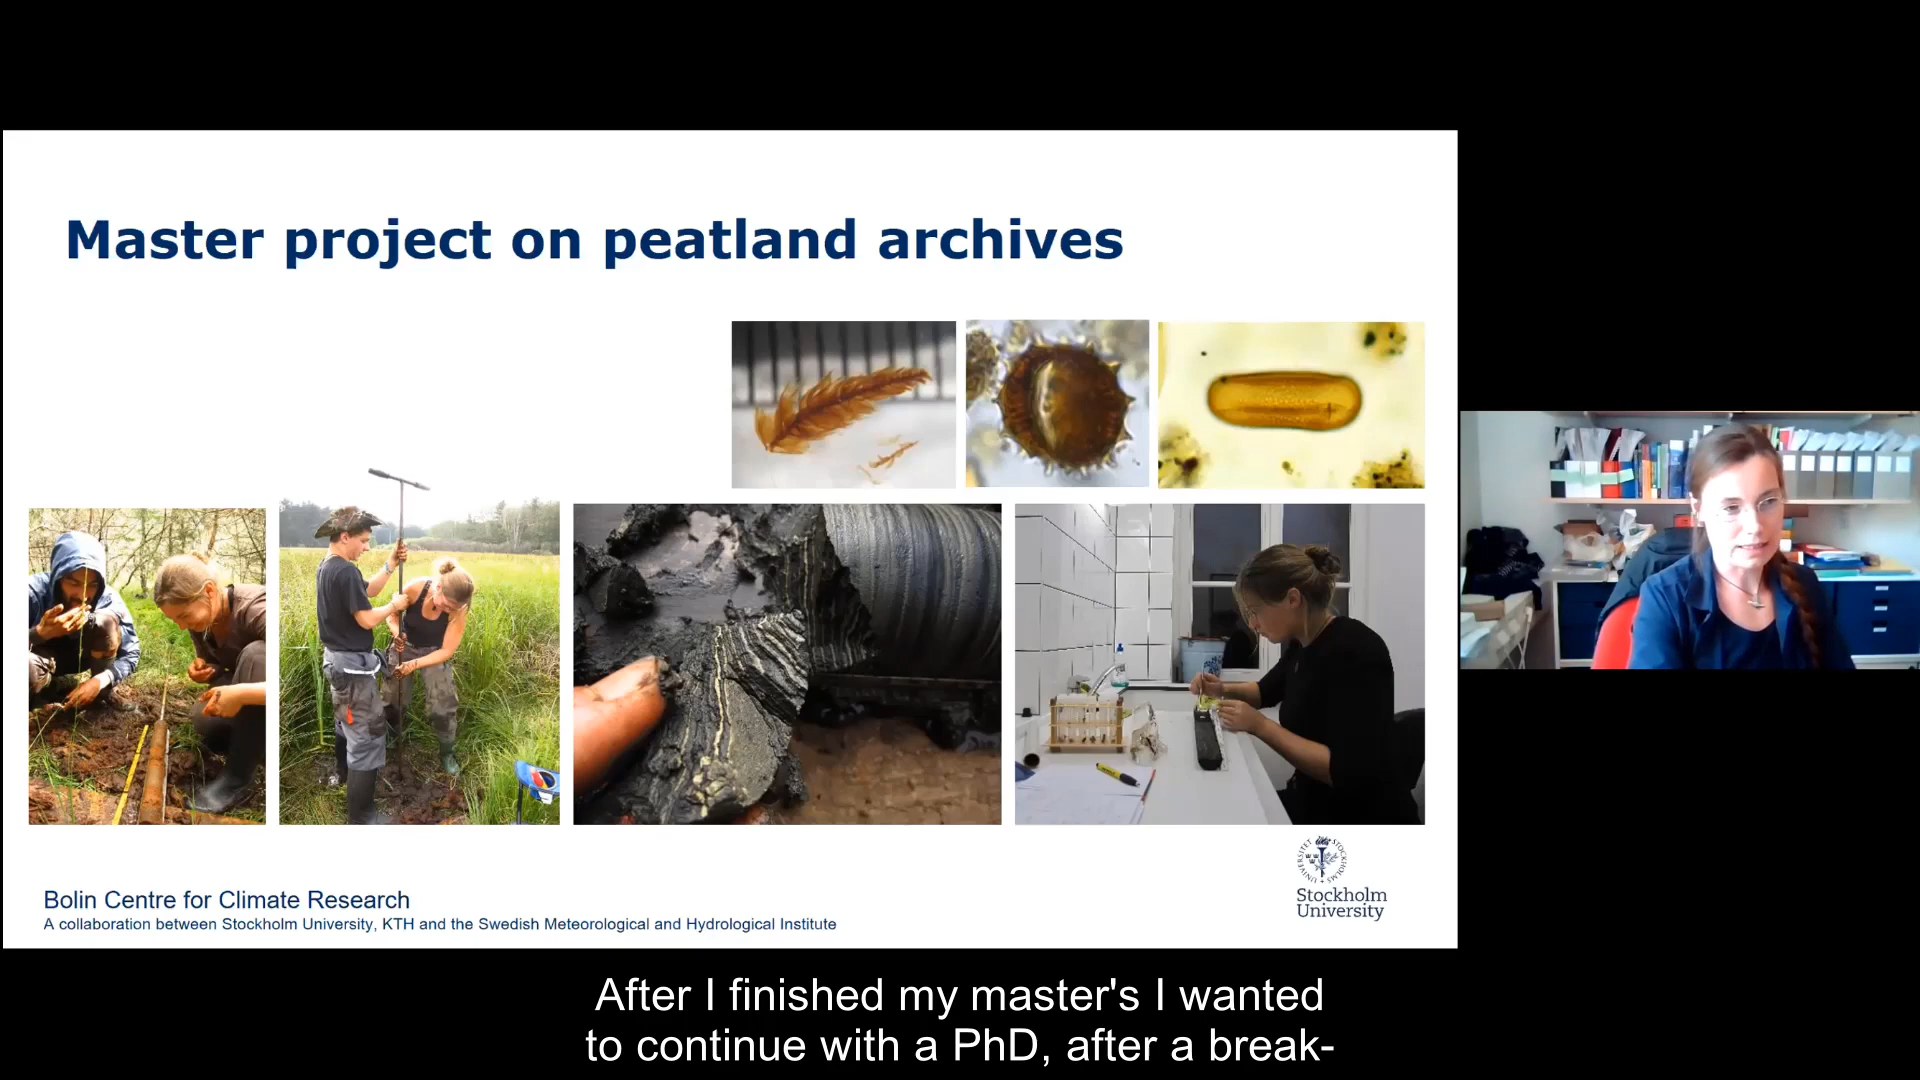 Master project on peatland archives
Bolin Centre for Climate Research
A collaboration between Stockholm University, KTH and the Swedish Meteorological and Hydrological Institute
Stockholm
University
After I finished my master's I wanted
to continue with a PhD, after a break-